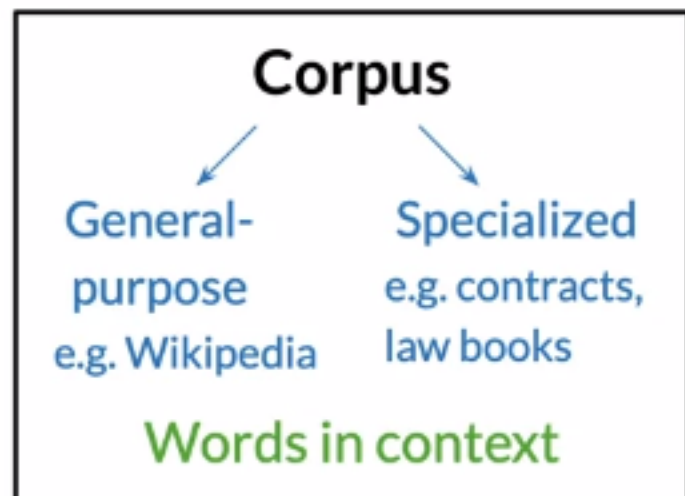 Corpus
General-
purpose
e.g. Wikipedia
Specialized
e.g. contracts,
law books
Words in context